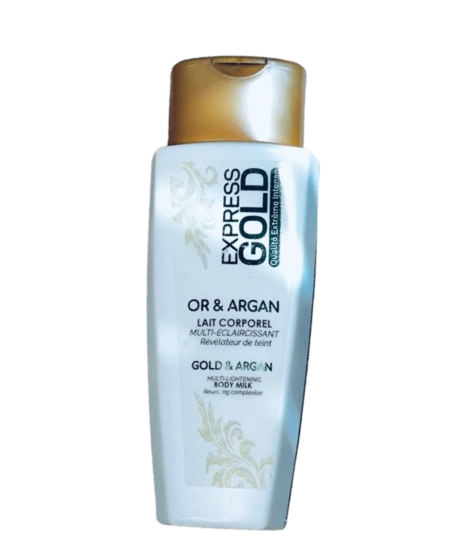 EXPRESS
GOLD
Qualité Extrême Intense
OR & ARGAN
LAIT CORPOREL
MULTI-ECLAIRCISSANT
Révélateur de teint
GOLD & ARGAN
MULTI-LIGHTENING
BODY MILK
complexion